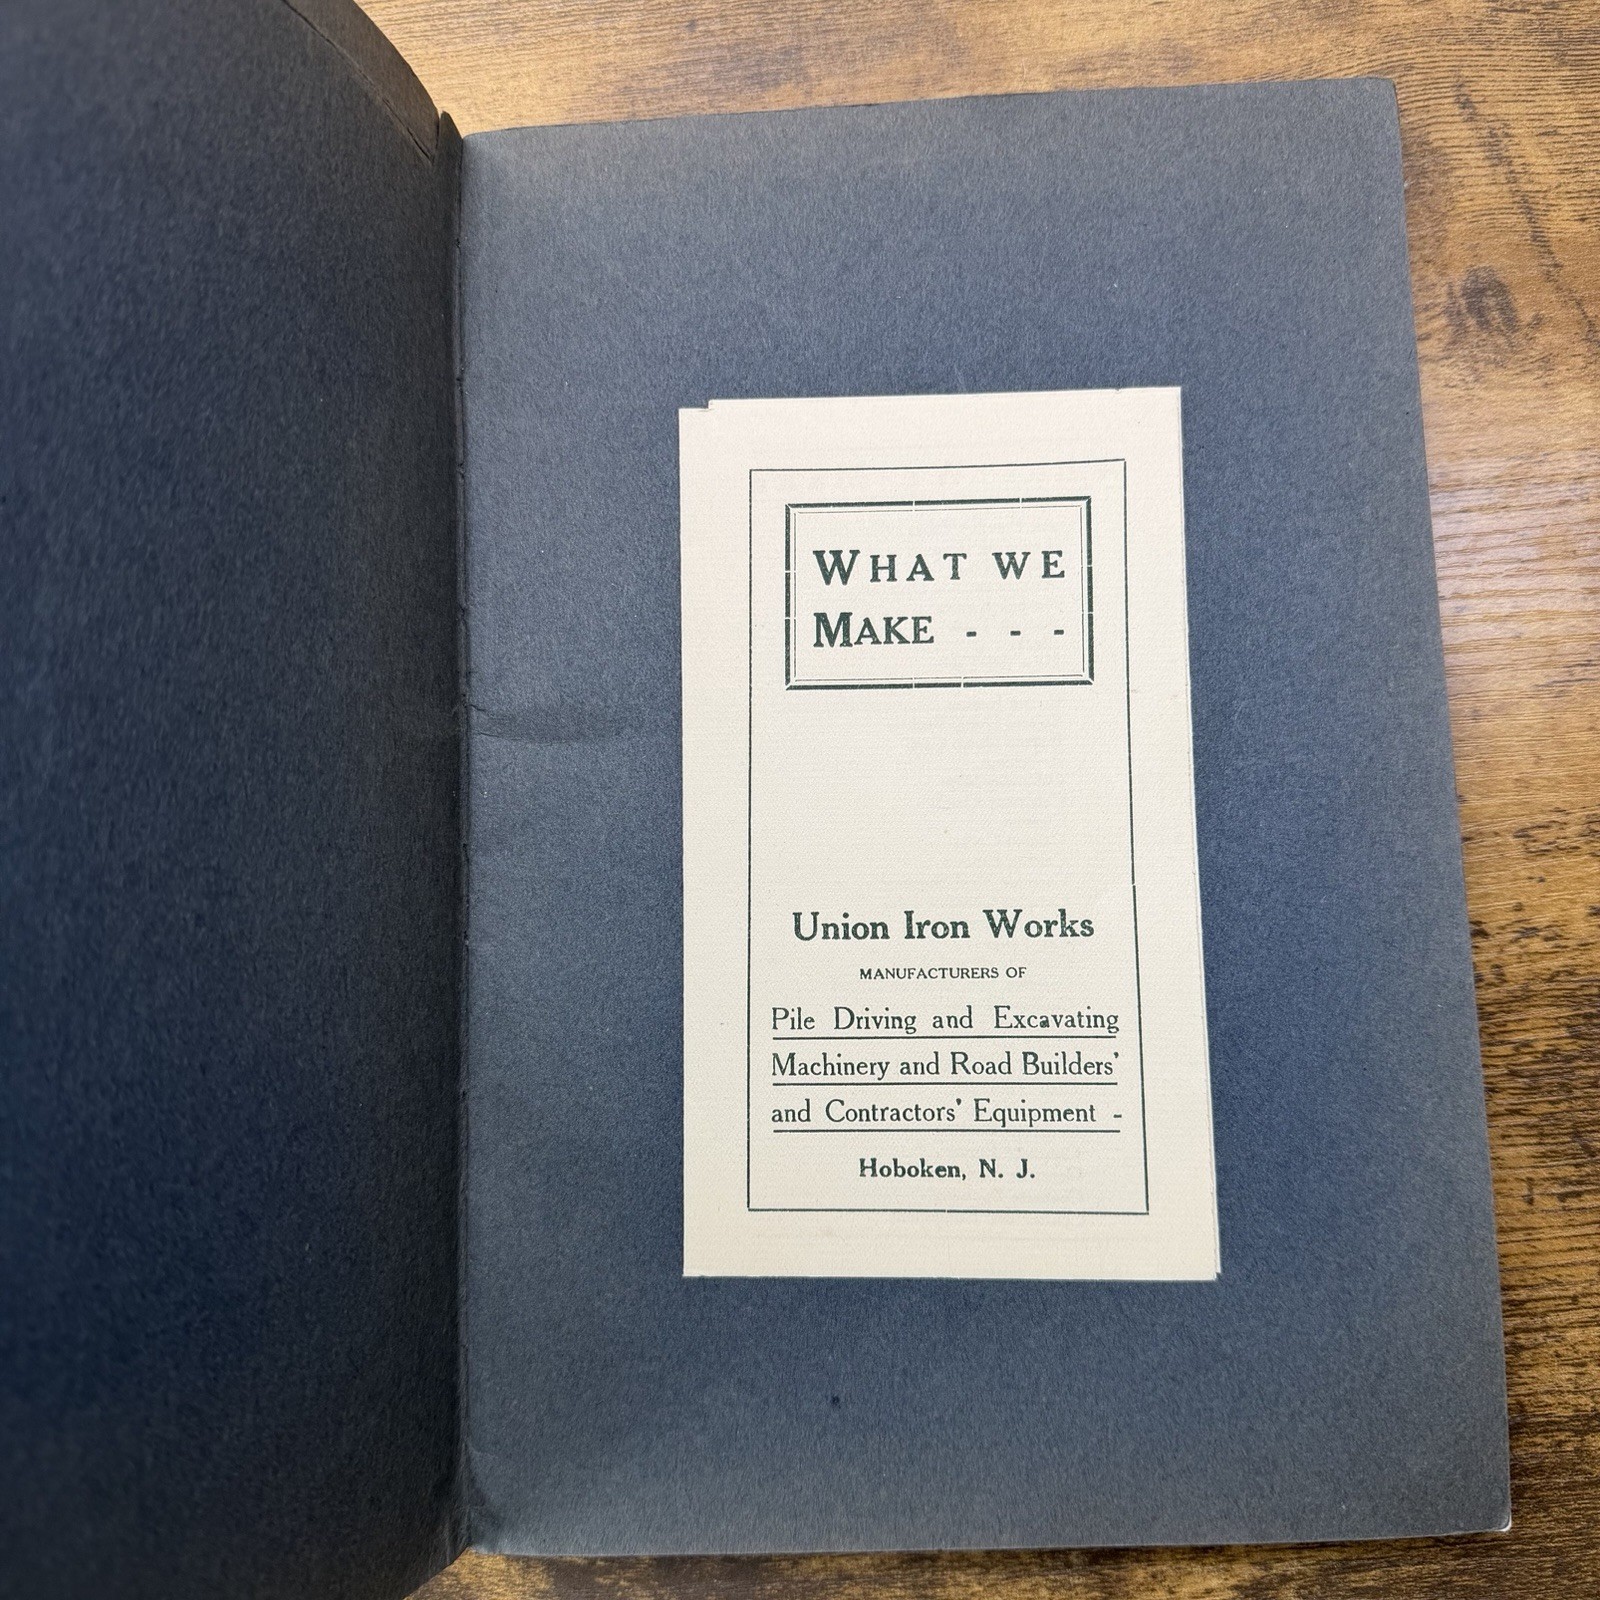 WHAT WE
MAKE - - -
Union Iron Works
MANUFACTURERS OF
Pile Driving and Excavating
Machinery and Road Builders'
and Contractors' Equipment -
Hoboken, N. J.